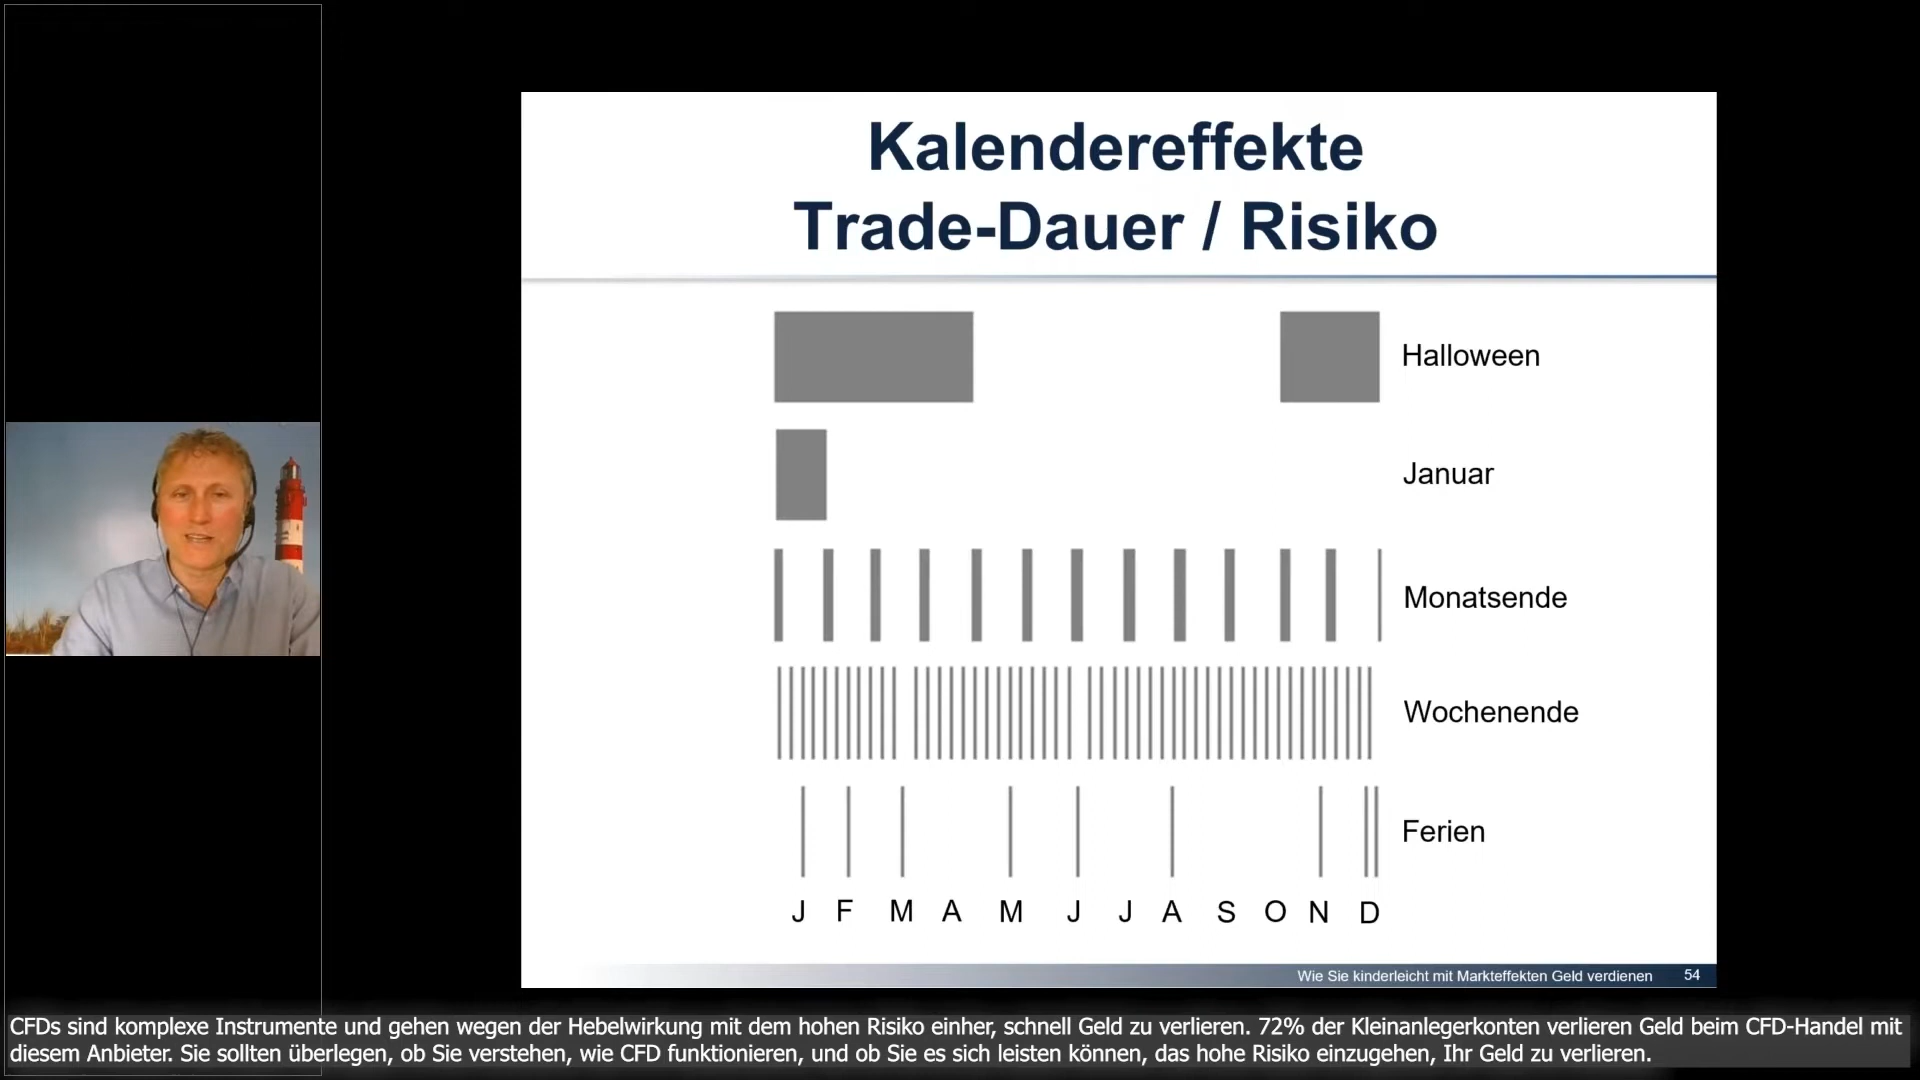 Kalendereffekte
Trade-Dauer / Risiko
Halloween
Januar
Monatsende
Wochenende
Ferien
J F M A M J J A S O N D
Wie Sie kinderleicht mit Markteffekten Geld verdienen 54
CFDs sind komplexe Instrumente und gehen wegen der Hebelwirkung mit dem hohen Risiko einher, schnell Geld zu verlieren. 72% der Kleinanlegerkonten verlieren Geld beim CFD-Handel mit
diesem Anbieter. Sie sollten überlegen, ob Sie verstehen, wie CFD funktionieren, und ob Sie es sich leisten können, das hohe Risiko einzugehen, Ihr Geld zu verlieren.